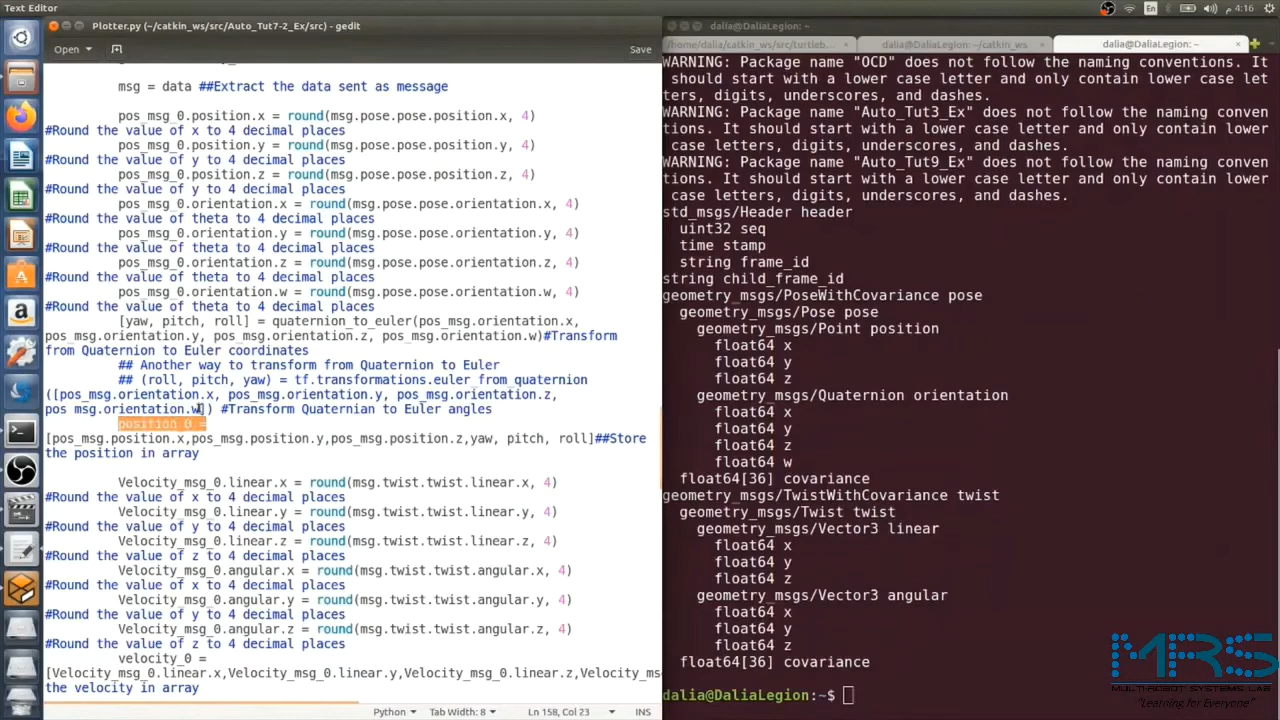 Text Editor
En
4:16 م
Plotter.py (~/catkin_ws/src/Auto_Tut7-2_Ex/src) - gedit
Open
Save
msg = data ##Extract the data sent as message
pos_msg_0.position.x = round(msg.pose.pose.position.x, 4)
#Round the value of x to 4 decimal places
pos_msg_0.position.y = round(msg.pose.pose.position.y, 4)
#Round the value of y to 4 decimal places
pos_msg_0.position.z = round(msg.pose.pose.position.z, 4)
#Round the value of y to 4 decimal places
pos_msg_0.orientation.x = round(msg.pose.pose.orientation.x, 4)
#Round the value of theta to 4 decimal places
pos_msg_0.orientation.y = round(msg.pose.pose.orientation.y, 4)
#Round the value of theta to 4 decimal places
pos_msg_0.orientation.z = round(msg.pose.pose.orientation.z, 4)
#Round the value of theta to 4 decimal places
pos_msg_0.orientation.w = round(msg.pose.pose.orientation.w, 4)
#Round the value of theta to 4 decimal places
[yaw, pitch, roll] = quaternion_to_euler(pos_msg.orientation.x,
pos_msg.orientation.y, pos_msg.orientation.z, pos_msg.orientation.w)#Transform
from Quaternion to Euler coordinates
## Another way to transform from Quaternion to Euler
## (roll, pitch, yaw) = tf.transformations.euler_from_quaternion
([pos_msg.orientation.x, pos_msg.orientation.y, pos_msg.orientation.z,
pos_msg.orientation.w]) #Transform Quaternian to Euler angles
position_0 =
[pos_msg.position.x,pos_msg.position.y,pos_msg.position.z,yaw, pitch, roll]##Store
the position in array
Velocity_msg_0.linear.x = round(msg.twist.twist.linear.x, 4)
#Round the value of x to 4 decimal places
Velocity_msg_0.linear.y = round(msg.twist.twist.linear.y, 4)
#Round the value of y to 4 decimal places
Velocity_msg_0.linear.z = round(msg.twist.twist.linear.z, 4)
#Round the value of z to 4 decimal places
Velocity_msg_0.angular.x = round(msg.twist.twist.angular.x, 4)
#Round the value of x to 4 decimal places
Velocity_msg_0.angular.y = round(msg.twist.twist.angular.y, 4)
#Round the value of y to 4 decimal places
Velocity_msg_0.angular.z = round(msg.twist.twist.angular.z, 4)
#Round the value of z to 4 decimal places
velocity_0 =
[Velocity_msg_0.linear.x,Velocity_msg_0.linear.y,Velocity_msg_0.linear.z,Velocity_ms
the velocity in array
Python
Tab Width: 8
Ln 158, Col 23
INS
dalia@DaliaLegion: ~
/home/dalia/catkin_ws/src/turtleb...
dalia@DaliaLegion: ~/catkin_ws
dalia@DaliaLegion: ~
WARNING: Package name "OCD" does not follow the naming conventions. It
should start with a lower case letter and only contain lower case let
ters, digits, underscores, and dashes.
WARNING: Package name "Auto_Tut3_Ex" does not follow the naming conven
tions. It should start with a lower case letter and only contain lower
case letters, digits, underscores, and dashes.
WARNING: Package name "Auto_Tut9_Ex" does not follow the naming conven
tions. It should start with a lower case letter and only contain lower
case letters, digits, underscores, and dashes.
std_msgs/Header header
uint32 seq
time stamp
string frame_id
string child_frame_id
geometry_msgs/PoseWithCovariance pose
geometry_msgs/Pose pose
geometry_msgs/Point position
float64 x
float64 y
float64 z
geometry_msgs/Quaternion orientation
float64 x
float64 y
float64 z
float64 w
float64[36] covariance
geometry_msgs/TwistWithCovariance twist
geometry_msgs/Twist twist
geometry_msgs/Vector3 linear
float64 x
float64 y
float64 z
geometry_msgs/Vector3 angular
float64 x
float64 y
float64 z
float64[36] covariance
dalia@DaliaLegion:~$
MRS
MULTI-ROBOT SYSTEMS LAB
"Learning for Everyone"